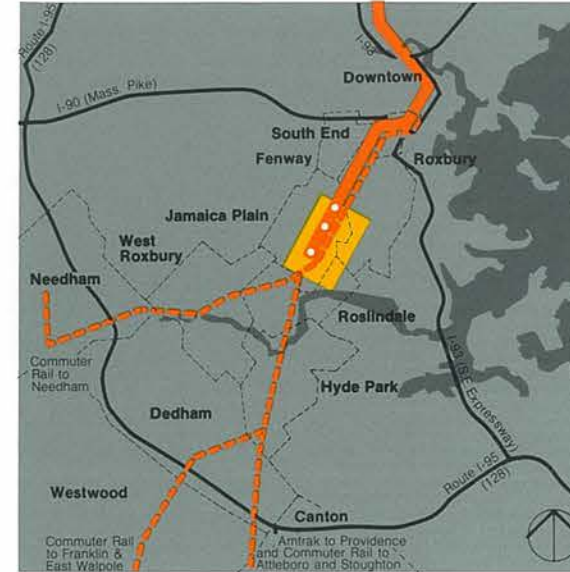 Route I-95
(128)
I-93
Downtown
I-90 (Mass. Pike)
South End
Fenway
Roxbury
Jamaica Plain
West
Roxbury
Needham
Roslindale
Commuter
Rail to
Needham
I-93 (S.E. Expressway)
Hyde Park
Dedham
Route I-95
(128)
Westwood
Canton
Commuter Rail
to Franklin &
East Walpole
Amtrak to Providence
and Commuter Rail to
Attleboro and Stoughton